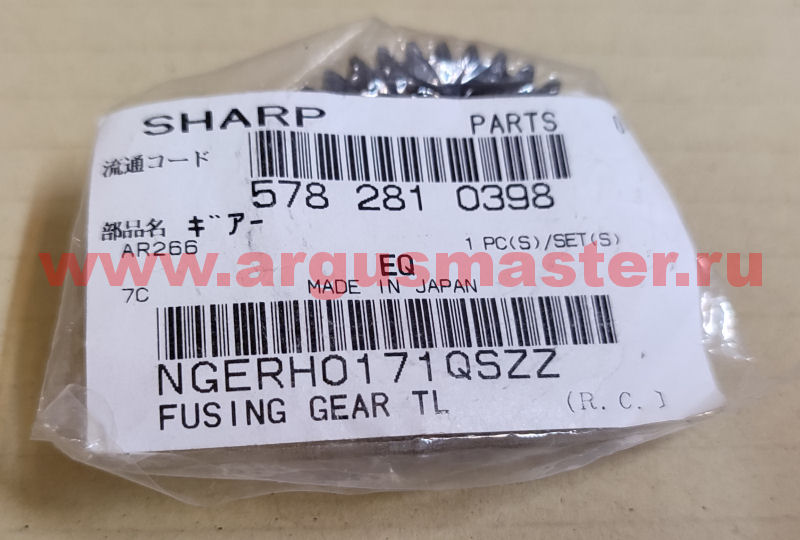 SHARP PARTS 0
流通コード
578 281 0398
部品名 ギアー
AR266 1 PC(S)/SET(S)
EQ
www.argusmaster.ru
7C MADE IN JAPAN
NGERH0171QSZZ
FUSING GEAR TL (R.C.)